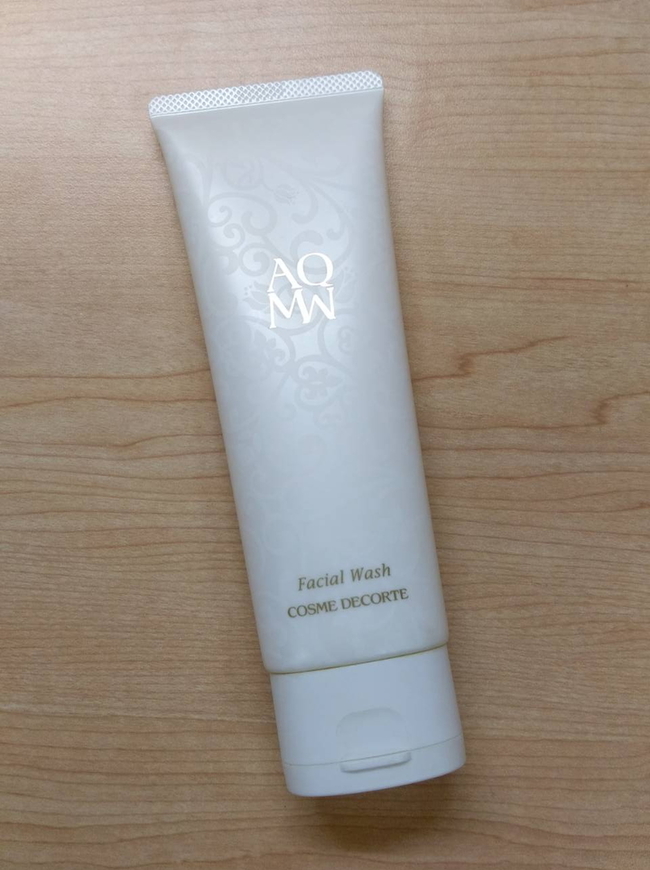 AQ
MW
Facial Wash
COSME DECORTE